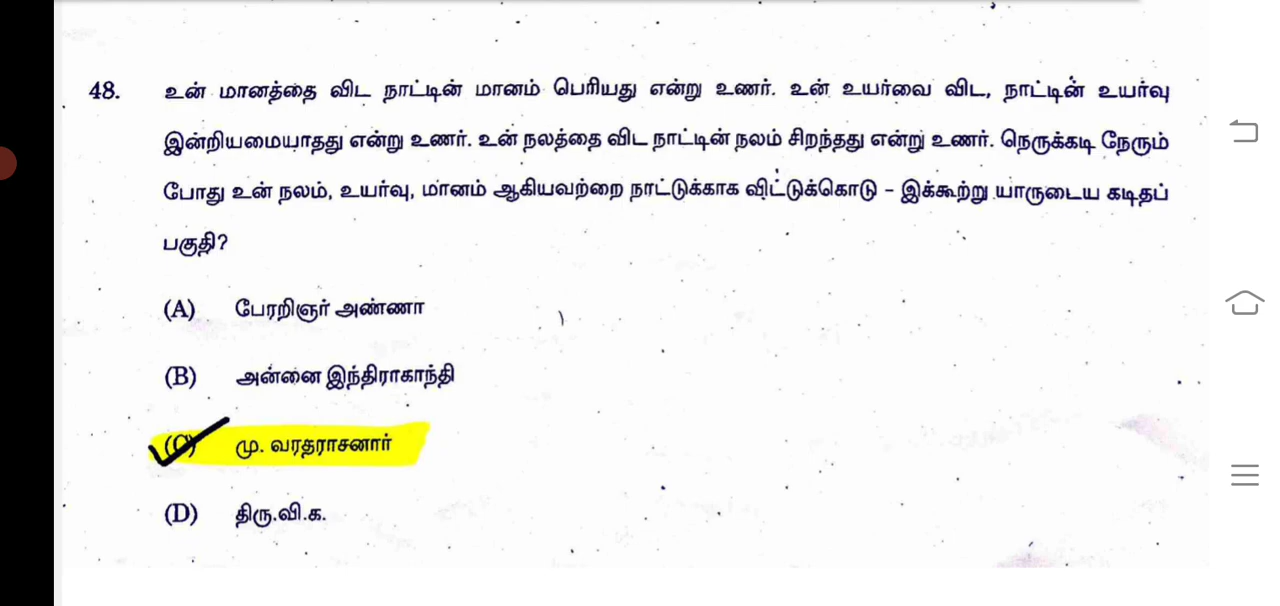 48. உன் மானத்தை விட நாட்டின் மானம் பெரியது என்று உணர். உன் உயர்வை விட, நாட்டின் உயர்வு
இன்றியமையாதது என்று உணர். உன் நலத்தை விட நாட்டின் நலம் சிறந்தது என்று உணர். நெருக்கடி நேரும்
போது உன் நலம், உயர்வு, மானம் ஆகியவற்றை நாட்டுக்காக விட்டுக்கொடு – இக்கூற்று யாருடைய கடிதப்
பகுதி?
(A) பேரறிஞர் அண்ணா
(B) அன்னை இந்திராகாந்தி
(C) மு. வரதராசனார்
(D) திரு.வி.க.